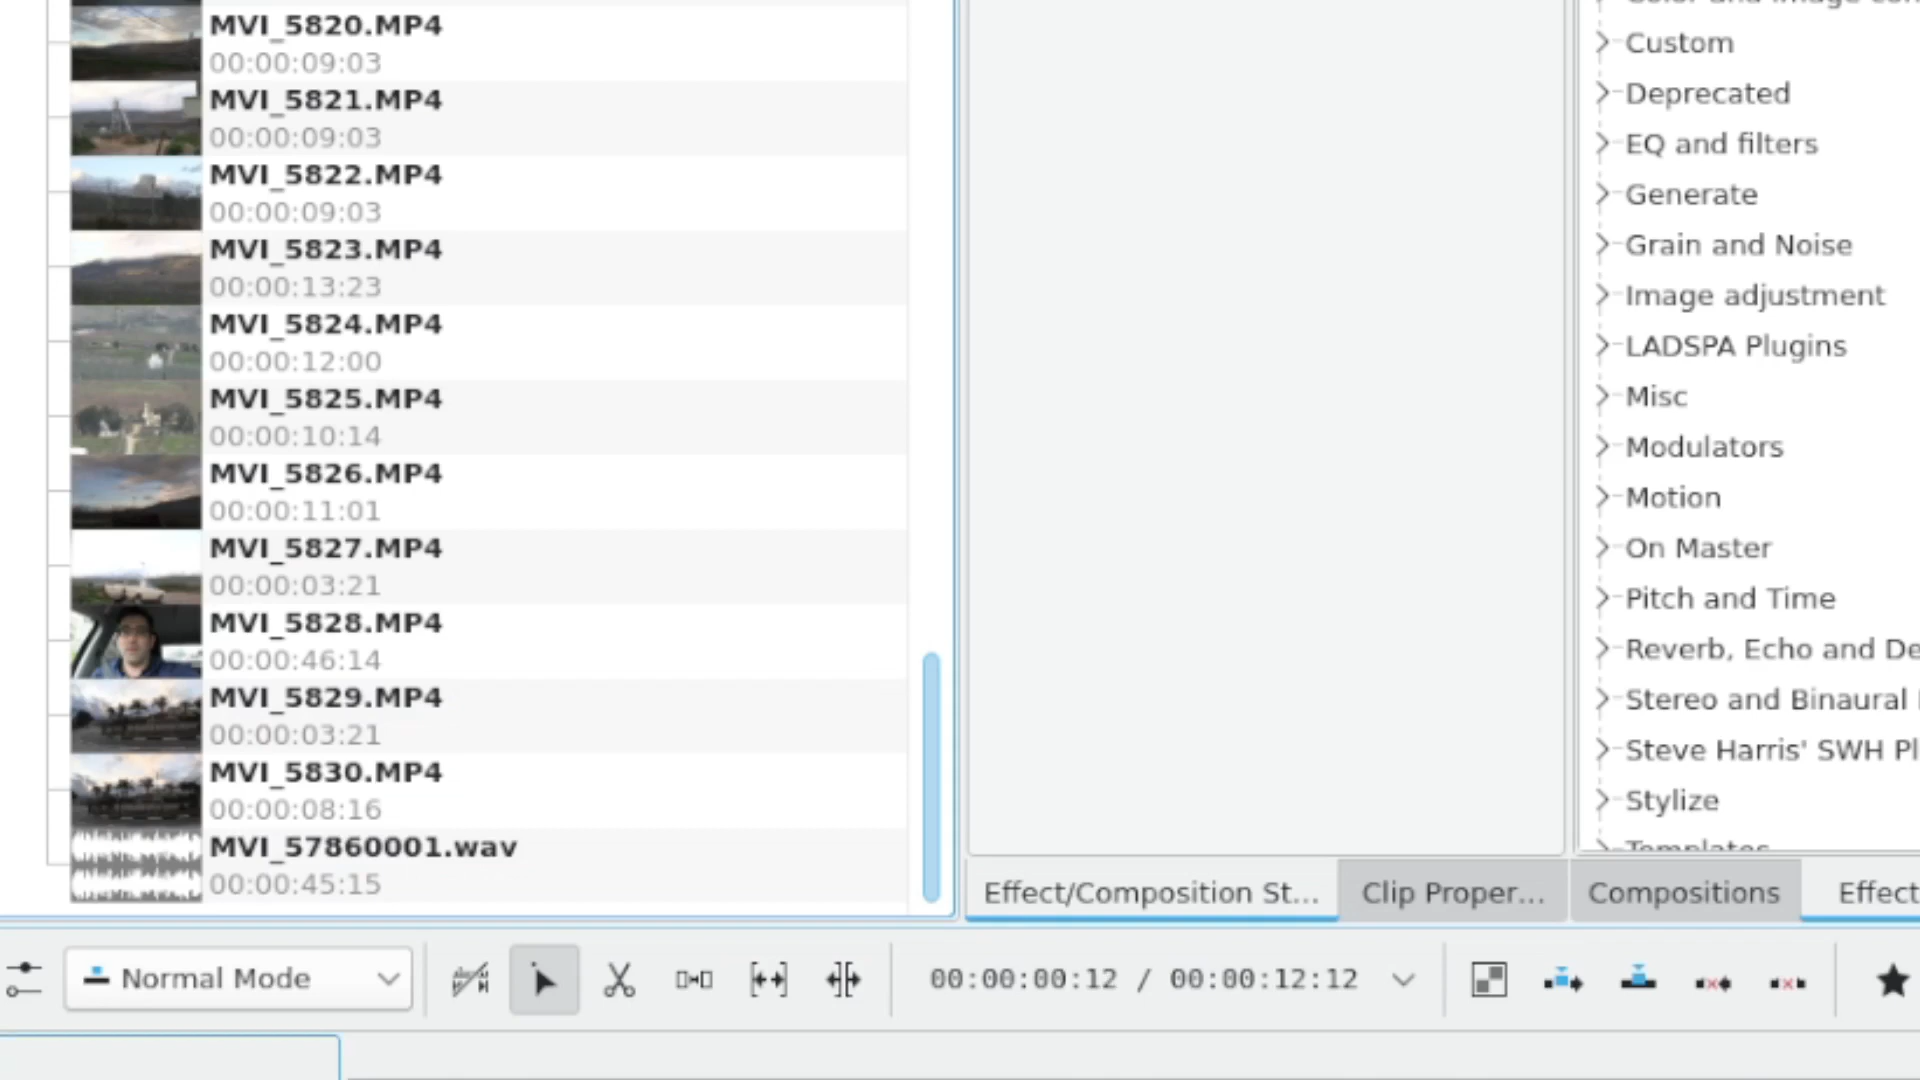 MVI_5820.MP4
00:00:09:03
MVI_5821.MP4
00:00:09:03
MVI_5822.MP4
00:00:09:03
MVI_5823.MP4
00:00:13:23
MVI_5824.MP4
00:00:12:00
MVI_5825.MP4
00:00:10:14
MVI_5826.MP4
00:00:11:01
MVI_5827.MP4
00:00:03:21
MVI_5828.MP4
00:00:46:14
MVI_5829.MP4
00:00:03:21
MVI_5830.MP4
00:00:08:16
MVI_57860001.wav
00:00:45:15
Color and image
Custom
Deprecated
EQ and filters
Generate
Grain and Noise
Image adjustment
LADSPA Plugins
Misc
Modulators
Motion
On Master
Pitch and Time
Reverb, Echo and De
Stereo and Binaural
Steve Harris' SWH Pl
Stylize
Templates
Effect/Composition St...
Clip Proper...
Compositions
Effect
Normal Mode
00:00:00:12 / 00:00:12:12